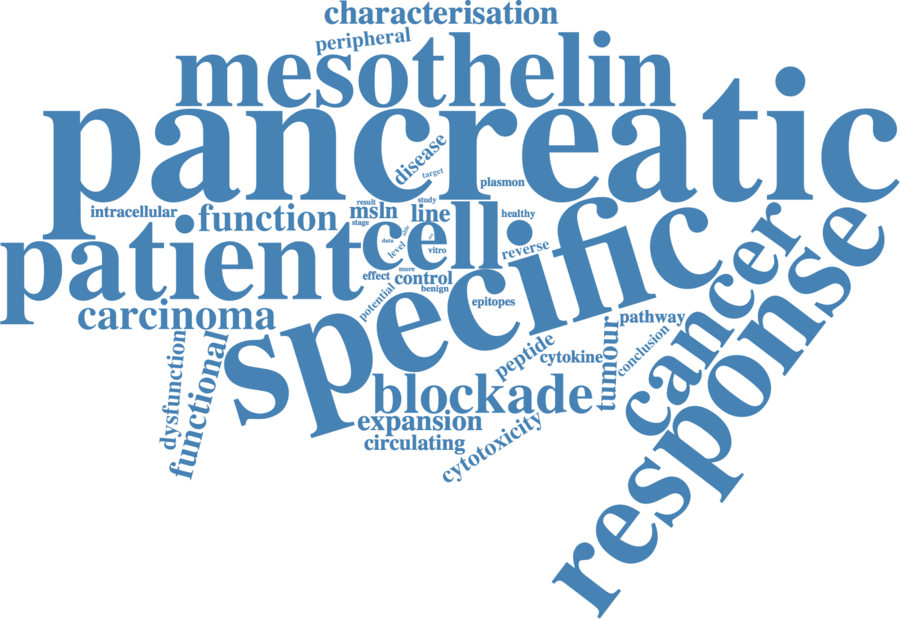 characterisation
peripheral
mesothelin
pancreatic
disease
target
plasmon
intracellular
function
result
msln
stage
study
line
healthy
patient
cell
data
level
vitro
reverse
specific
cancer
response
effect
more
control
benign
potential
epitopes
carcinoma
pathway
conclusion
tumour
peptide
cytokine
dysfunction
functional
blockade
expansion
circulating
cytotoxicity